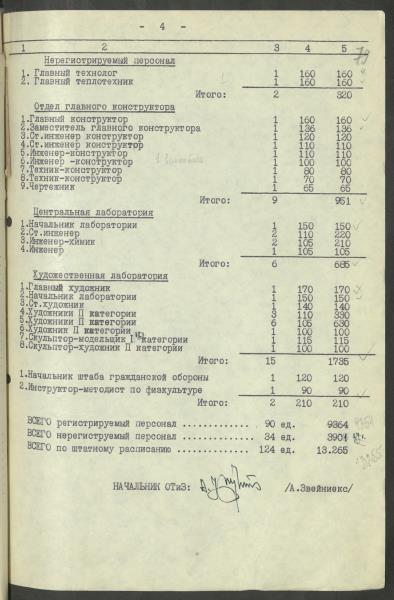 - 4 -
1 2 3 4 5
Нерегистрируемый персонал
1. Главный технолог 1 160 160
2. Главный теплотехник 1 160 160
Итого: 2 320
Отдел главного конструктора
1.Главный конструктор 1 160 160
2.Заместитель главного конструктора 1 136 136
3.Ст.инженер конструктор 1 120 120
4.Ст.инженер конструктор 1 110 110
5.Инженер-конструктор 1 110 110
6.Инженер -конструктор 1 100 100
7.Техник-конструктор 1 80 80
8.Техник-конструктор 1 70 70
9.Чертежник 1 65 65
Итого: 9 951
Центральная лаборатория
1.Начальник лаборатории 1 150 150
2.Ст.инженер 2 110 220
3.Инженер-химик 2 105 210
4.Инженер 1 105 105
Итого: 6 685
Художественная лаборатория
1.Главный художник 1 170 170
2.Начальник лаборатории 1 150 150
3.Ст.художник 1 140 140
4.Художники II категории 3 110 330
5.Художники II категории 6 105 630
6.Художник II категории 1 100 100
7.Скульптор-модельщик I категории 1 115 115
8.Скульптор-художник II категории 1 100 100
Итого: 15 1735
1.Начальник штаба гражданской обороны 1 120 120
2.Инструктор-методист по физкультуре 1 90 90
Итого: 2 210 210
ВСЕГО регистрируемый персонал .............. 90 ед. 9364
ВСЕГО нерегистрируемый персонал ............ 34 ед. 3901
ВСЕГО по штатному расписанию ............... 124 ед. 13.265
НАЧАЛЬНИК ОТиЗ: /А.Звейниекс/